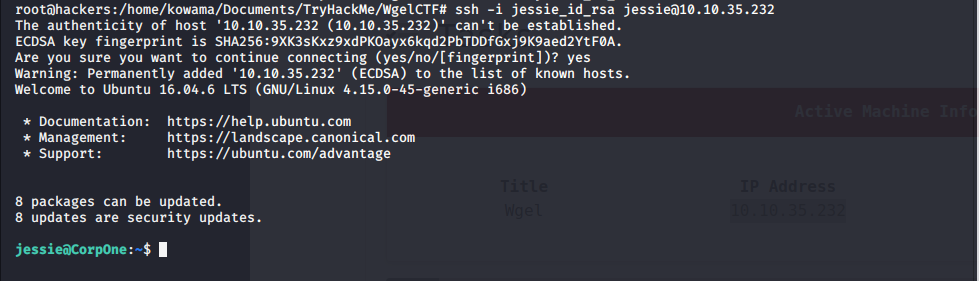 root@hackers:/home/kowama/Documents/TryHackMe/WgelCTF# ssh -i jessie_id_rsa jessie@10.10.35.232
The authenticity of host '10.10.35.232 (10.10.35.232)' can't be established.
ECDSA key fingerprint is SHA256:9XK3sKxz9xdPKOayx6kqd2PbTDDfGxj9K9aed2YtF0A.
Are you sure you want to continue connecting (yes/no/[fingerprint])? yes
Warning: Permanently added '10.10.35.232' (ECDSA) to the list of known hosts.
Welcome to Ubuntu 16.04.6 LTS (GNU/Linux 4.15.0-45-generic i686)
Active Machine Info
* Documentation: https://help.ubuntu.com
* Management: https://landscape.canonical.com
* Support: https://ubuntu.com/advantage
Title IP Address
8 packages can be updated.
Wgel 10.10.35.232
8 updates are security updates.
jessie@CorpOne:~$